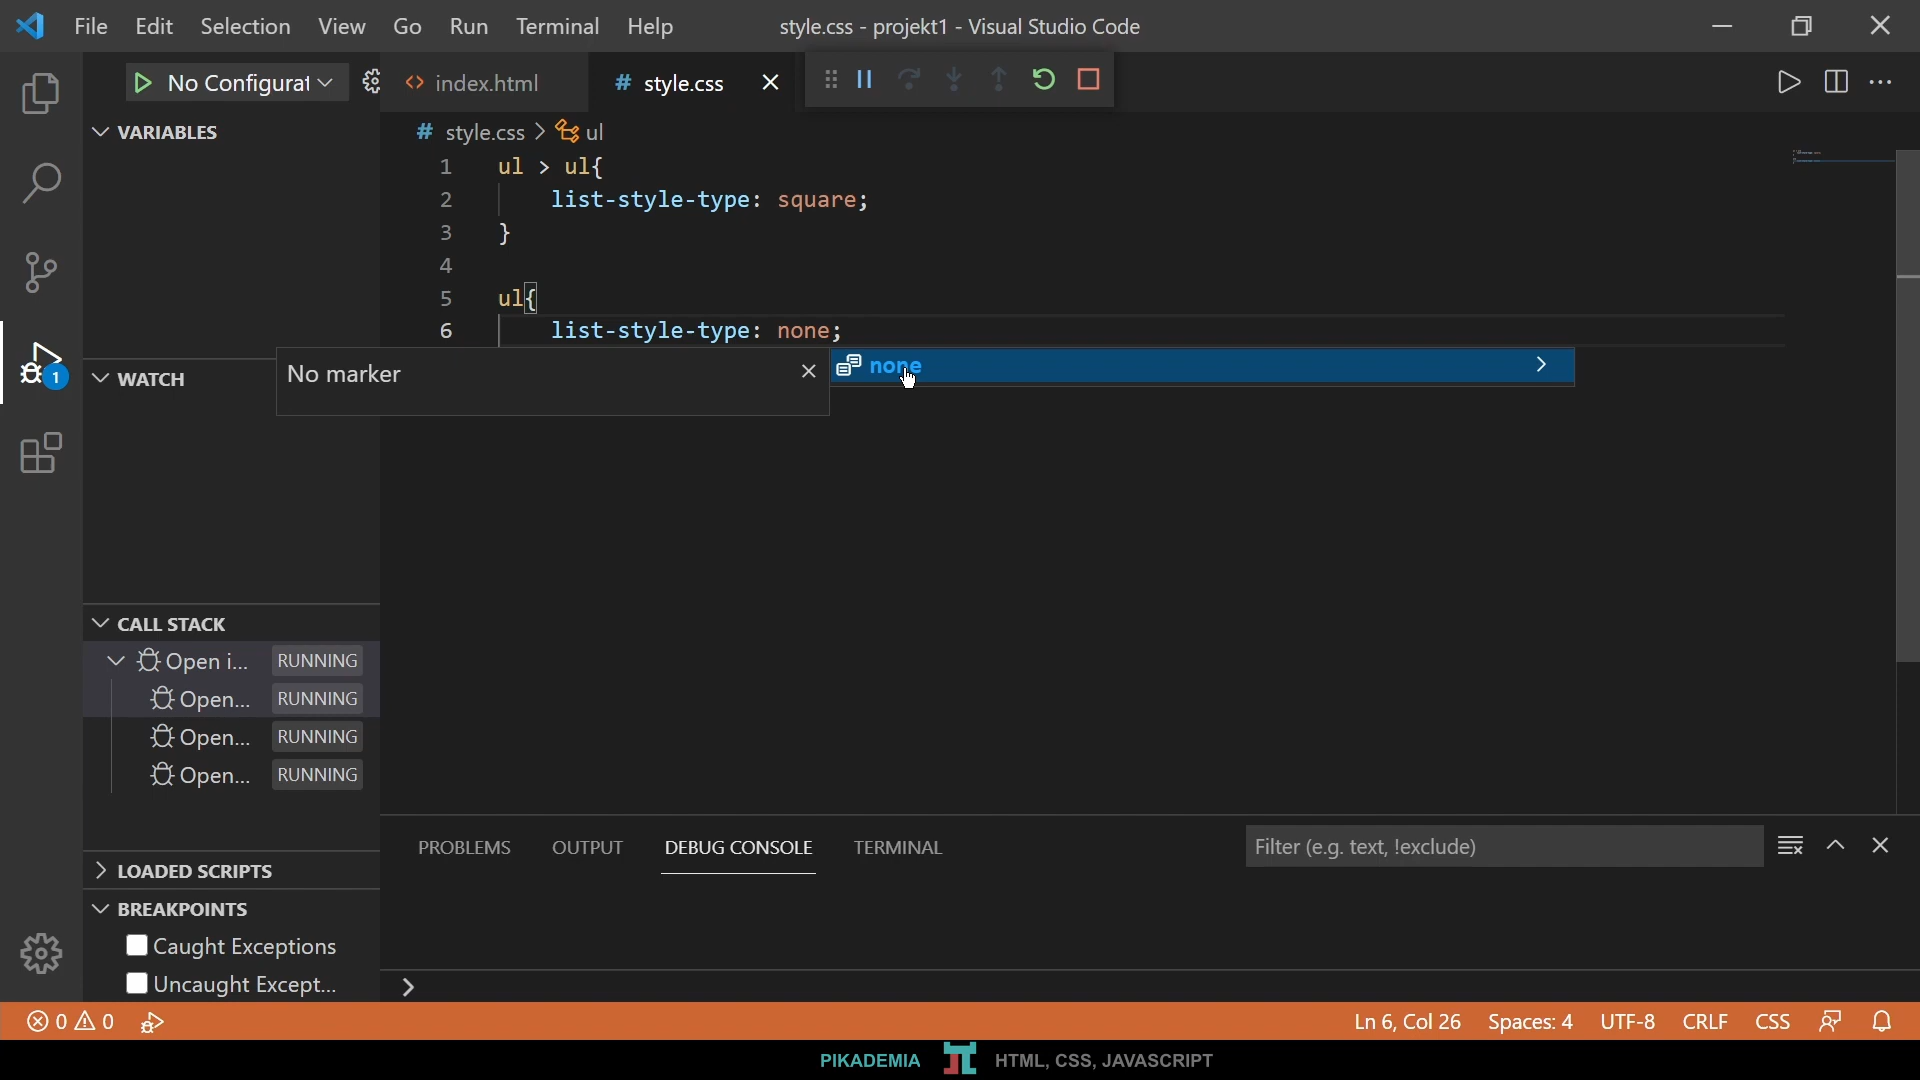 File Edit Selection View Go Run Terminal Help
style.css - projekt1 - Visual Studio Code
No Configurat
index.html
# style.css
VARIABLES
# style.css > ul
1 ul > ul{
2 list-style-type: square;
3 }
4
5 ul{
6 list-style-type: none;
WATCH
No marker
none
CALL STACK
Open i... RUNNING
Open... RUNNING
Open... RUNNING
Open... RUNNING
LOADED SCRIPTS
BREAKPOINTS
Caught Exceptions
Uncaught Except...
PROBLEMS OUTPUT DEBUG CONSOLE TERMINAL
Filter (e.g. text, !exclude)
1
0 0
Ln 6, Col 26 Spaces: 4 UTF-8 CRLF CSS
PIKADEMIA HTML, CSS, JAVASCRIPT